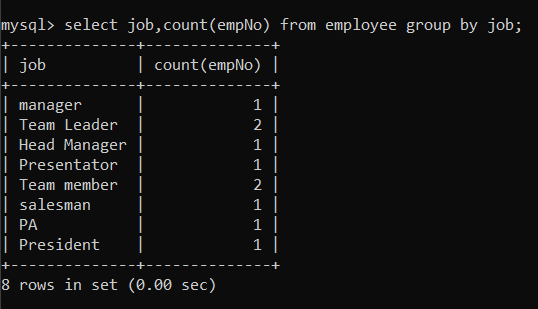 mysql> select job,count(empNo) from employee group by job;
+--------------+--------------+
| job          | count(empNo) |
+--------------+--------------+
| manager      |            1 |
| Team Leader  |            2 |
| Head Manager |            1 |
| Presentator  |            1 |
| Team member  |            2 |
| salesman     |            1 |
| PA           |            1 |
| President    |            1 |
+--------------+--------------+
8 rows in set (0.00 sec)